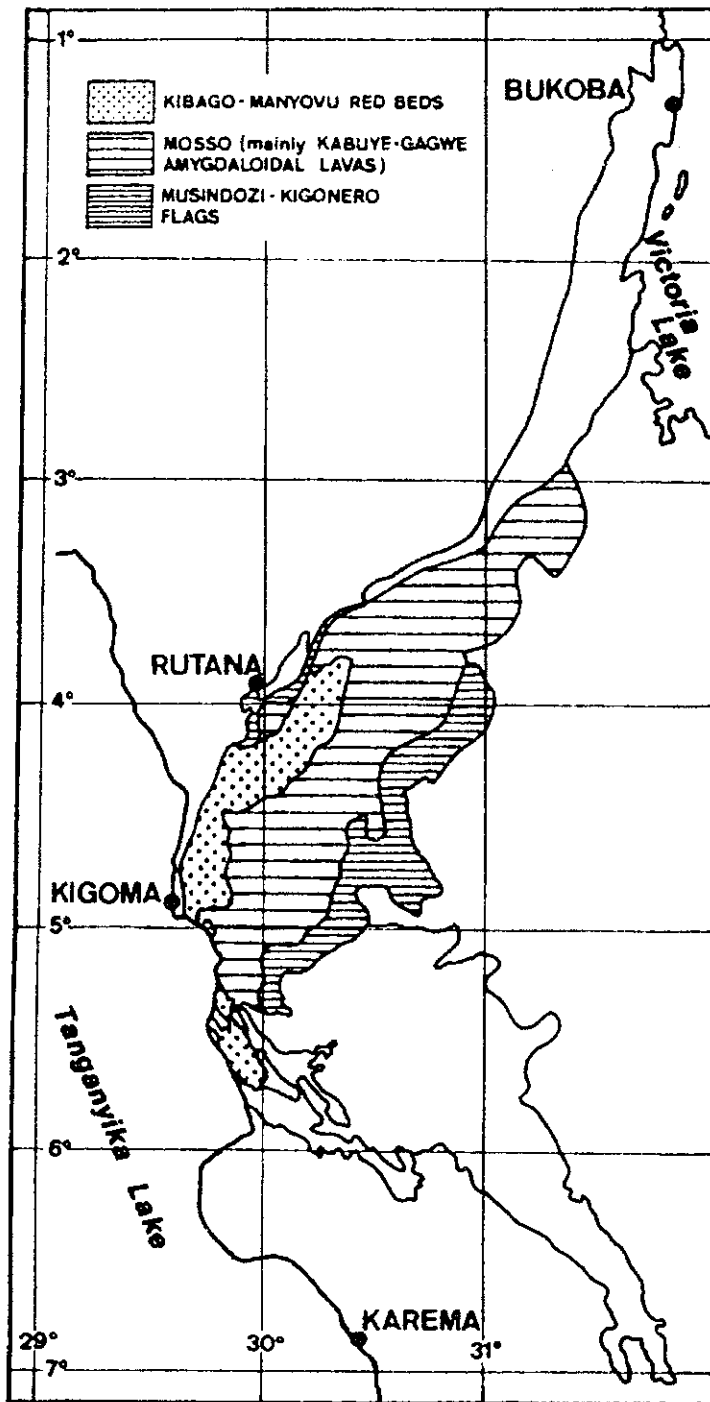 1°
KIBAGO-MANYOVU RED BEDS
BUKOBA
MOSSO (mainly KABUYE-GAGWE
AMYGDALOIDAL LAVAS)
MUSINDOZI-KIGONERO
FLAGS
2°
Victoria
Lake
3°
RUTANA
4°
KIGOMA
5°
Tanganyika Lake
6°
KAREMA
29°
30°
31°
7°